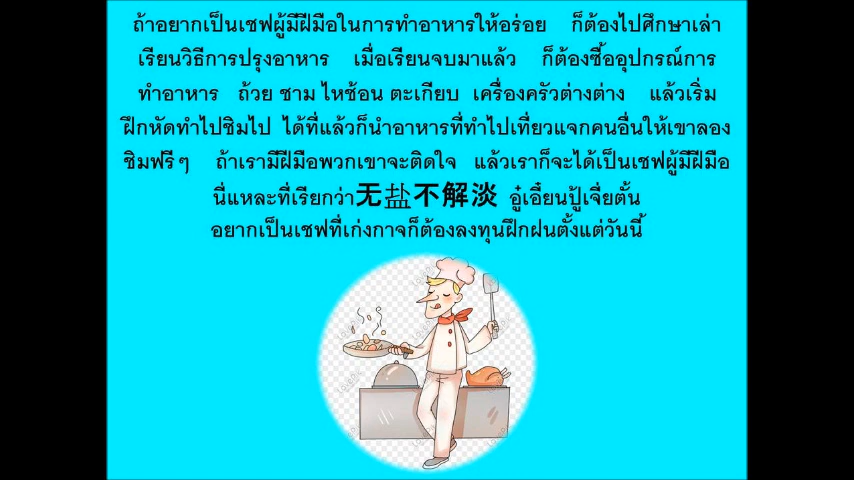 ถ้าอยากเป็นเชฟผู้มีฝีมือในการทำอาหารให้อร่อย ก็ต้องไปศึกษาเล่า
เรียนวิธีการปรุงอาหาร เมื่อเรียนจบมาแล้ว ก็ต้องซื้ออุปกรณ์การ
ทำอาหาร ถ้วย ชาม ไหช้อน ตะเกียบ เครื่องครัวต่างต่าง แล้วเริ่ม
ฝึกหัดทำไปชิมไป ได้ที่แล้วก็นำอาหารที่ทำไปเที่ยวแจกคนอื่นให้เขาลอง
ชิมฟรีๆ ถ้าเรามีฝีมือพวกเขาจะติดใจ แล้วเราก็จะได้เป็นเชฟผู้มีฝีมือ
นี่แหละที่เรียกว่า无盐不解淡 อู๋เอี๋ยนปู้เจี่ยตั้น
อยากเป็นเชฟที่เก่งกาจก็ต้องลงทุนฝึกฝนตั้งแต่วันนี้